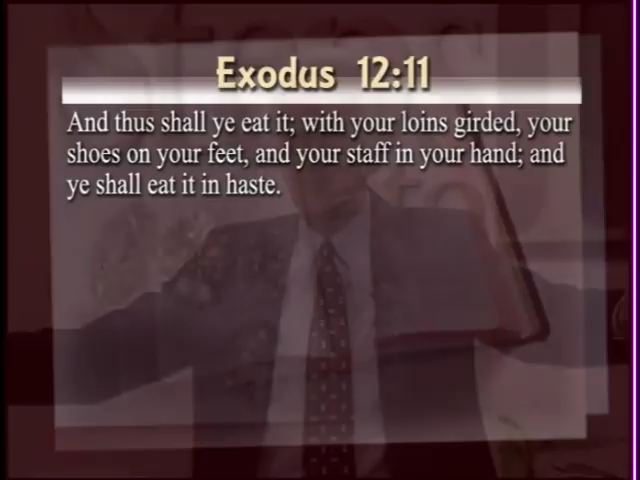 Exodus 12:11
And thus shall ye eat it; with your loins girded, your
shoes on your feet, and your staff in your hand; and
ye shall eat it in haste.